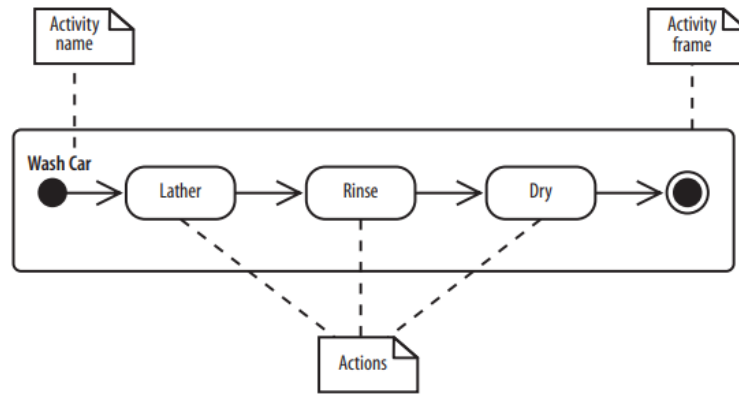 Activity
name
Activity
frame
Wash Car
Lather
Rinse
Dry
Actions